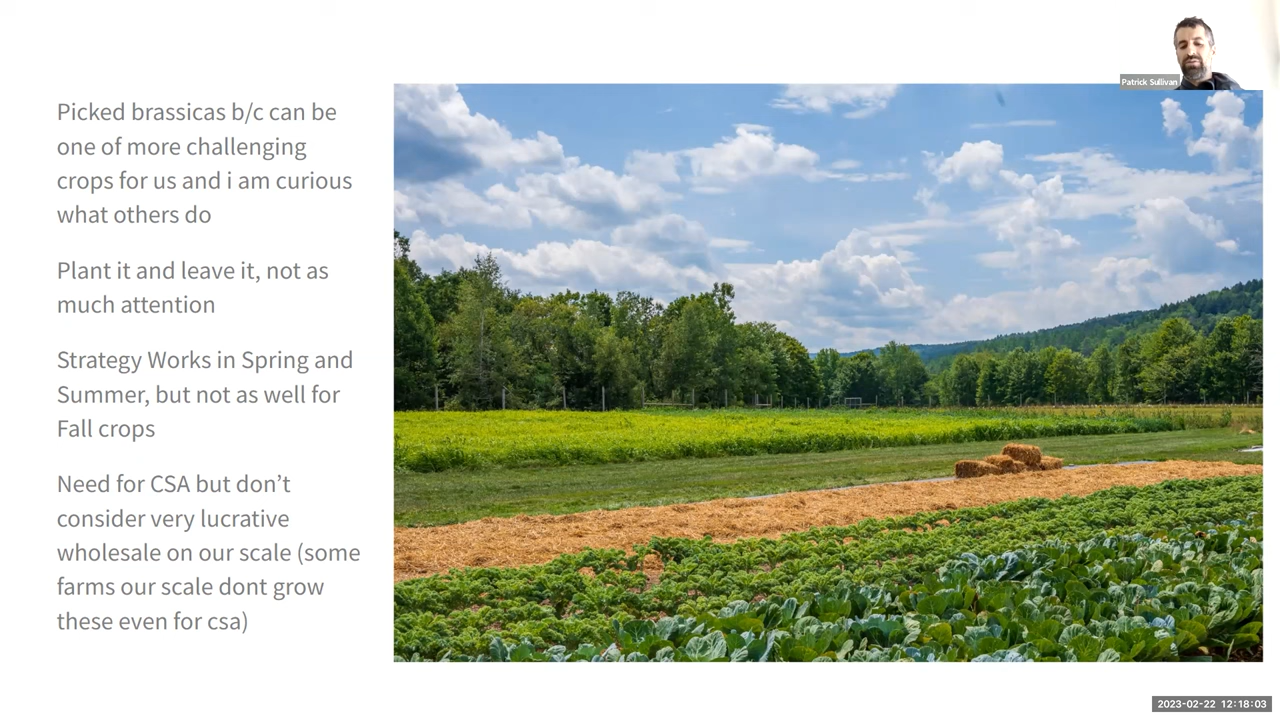 Patrick Sullivan
Picked brassicas b/c can be
one of more challenging
crops for us and i am curious
what others do
Plant it and leave it, not as
much attention
Strategy Works in Spring and
Summer, but not as well for
Fall crops
Need for CSA but don’t
consider very lucrative
wholesale on our scale (some
farms our scale dont grow
these even for csa)
2023-02-22 12:18:03